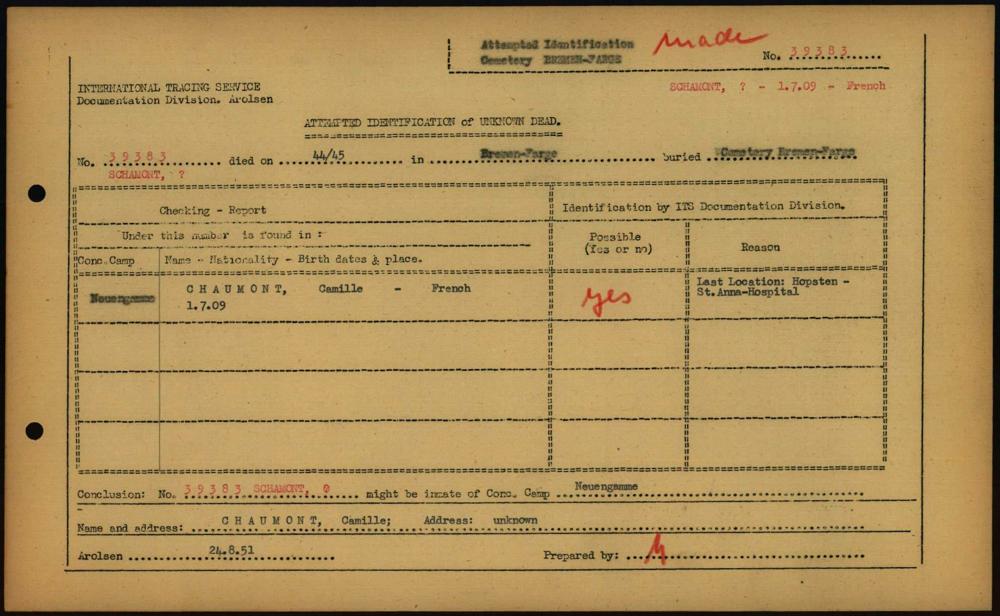 Attempted Identification made
Cemetery BREMEN-FARGE No. 39383
SCHAMONT, ? - 1.7.09 - French
INTERNATIONAL TRACING SERVICE
Documentation Division. Arolsen
ATTEMPTED IDENTIFICATION of UNKNOWN DEAD.
No. 39383 died on 44/45 in Bremen-Farge buried Cemetery Bremen-Farge
SCHAMONT, ?
Checking - Report Identification by ITS Documentation Division.
Under this number is found in : Possible (Yes or no) Reason
Conc.Camp Name - Nationality - Birth dates & place.
Neuengamme CHAUMONT, Camille - French yes Last Location: Hopsten -
1.7.09 St.Anna-Hospital
Conclusion: No. 39383 SCHAMONT, ? might be inmate of Conc. Camp Neuengamme
Name and address: CHAUMONT, Camille; Address: unknown
Arolsen 24.8.51 Prepared by: